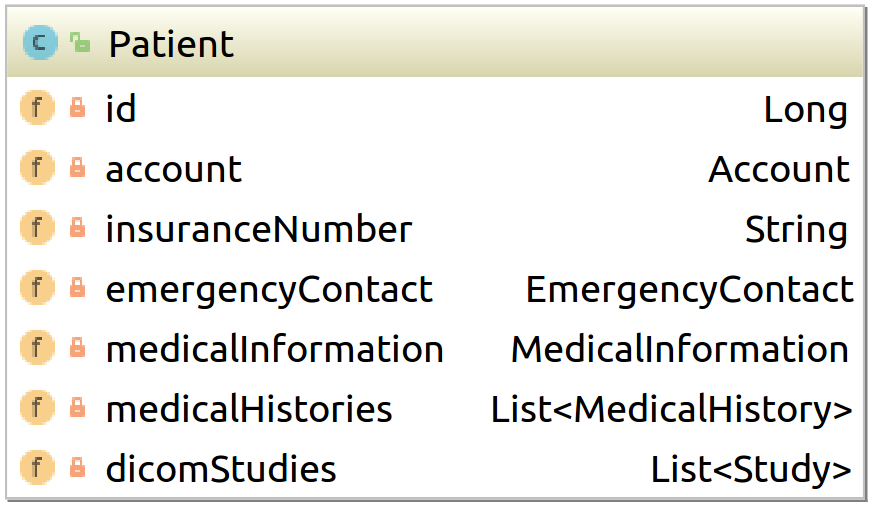 C Patient
f id Long
f account Account
f insuranceNumber String
f emergencyContact EmergencyContact
f medicalInformation MedicalInformation
f medicalHistories List<MedicalHistory>
f dicomStudies List<Study>